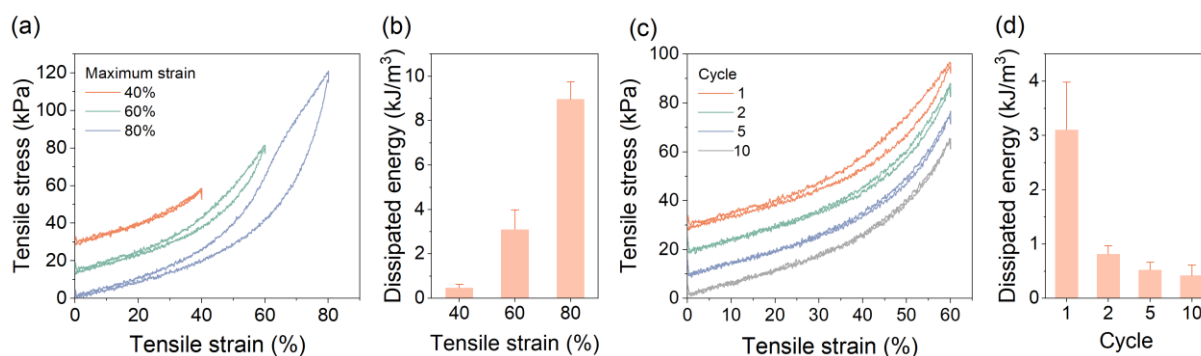 (a)
Tensile stress (kPa)
120
100
80
60
40
20
0
Maximum strain
40%
60%
80%
0 20 40 60 80
Tensile strain (%)
(b)
Dissipated energy (kJ/m³)
10
8
6
4
2
0
40 60 80
Tensile strain (%)
(c)
Tensile stress (kPa)
100
80
60
40
20
0
Cycle
1
2
5
10
0 10 20 30 40 50 60
Tensile strain (%)
(d)
Dissipated energy (kJ/m³)
4
3
2
1
0
1 2 5 10
Cycle